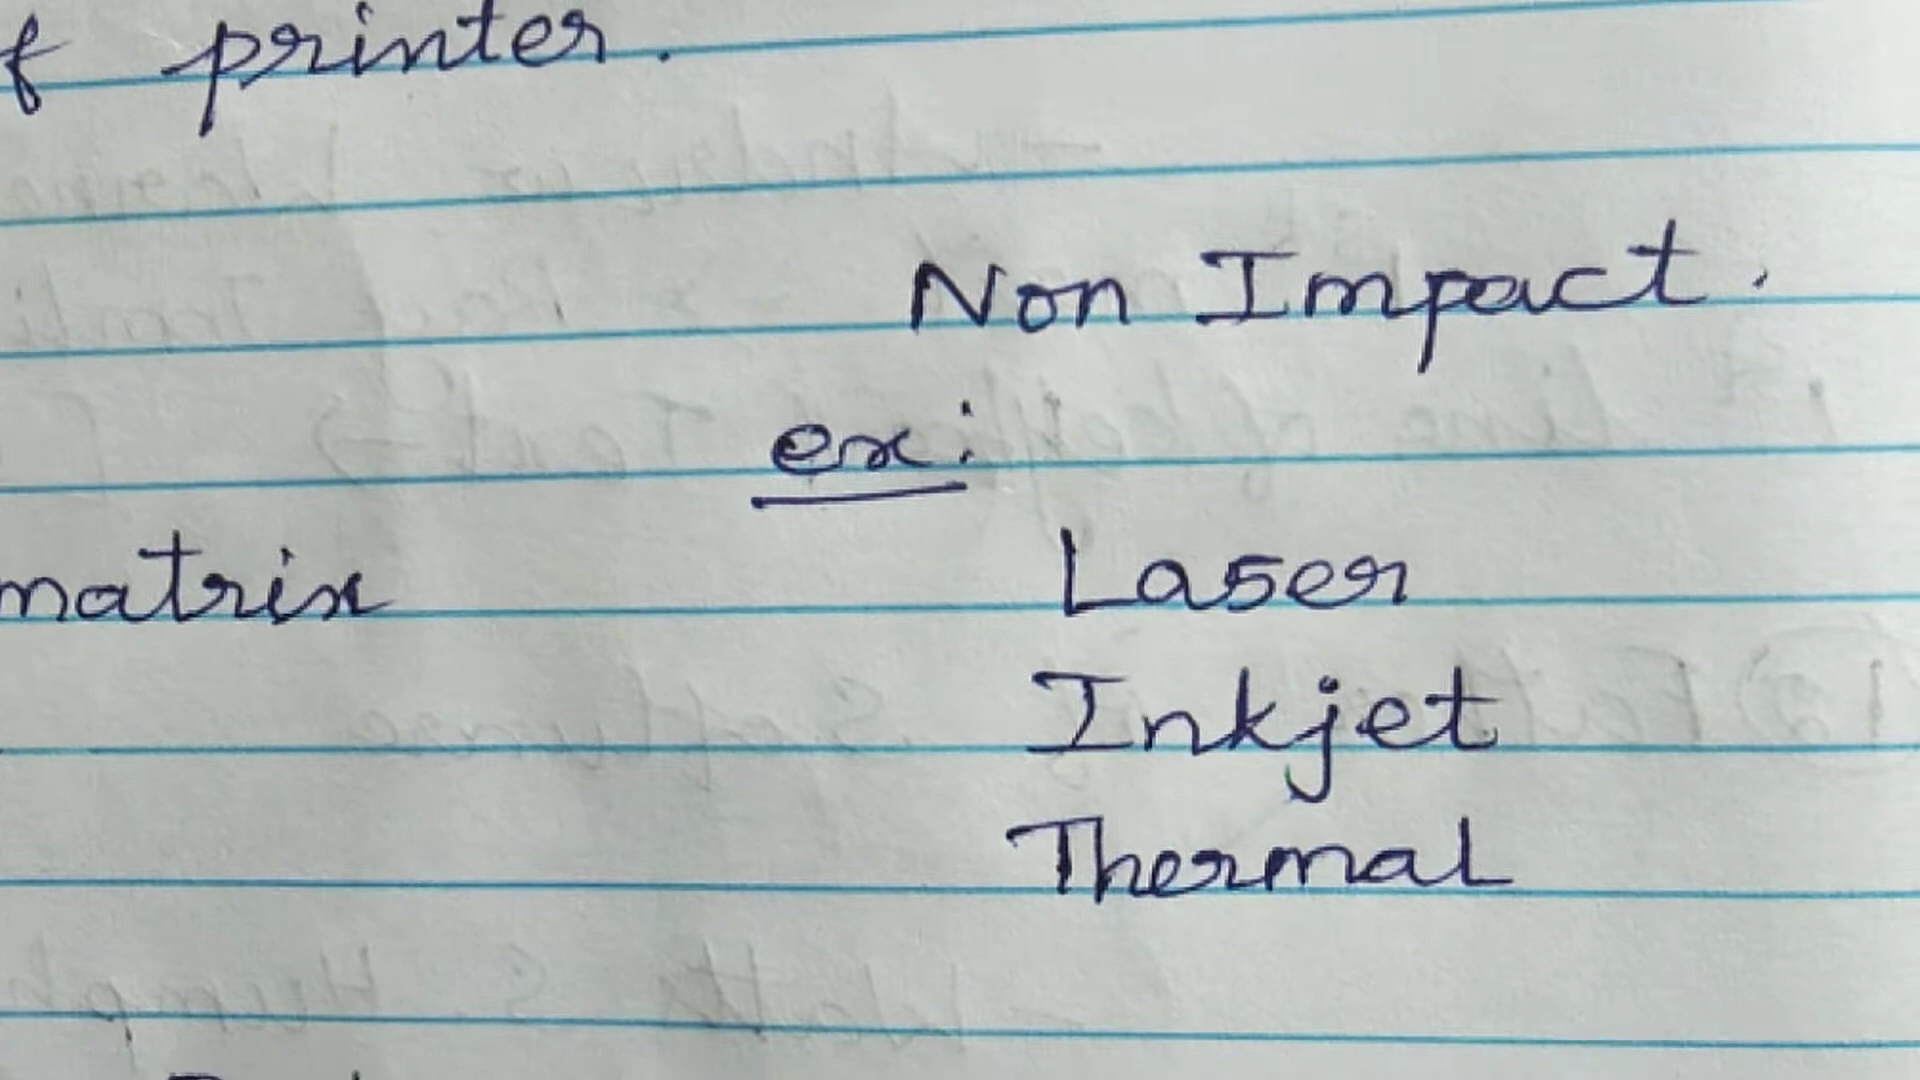 f printer.
Non Impact.
ex:
matrix Laser
Inkjet
Thermal